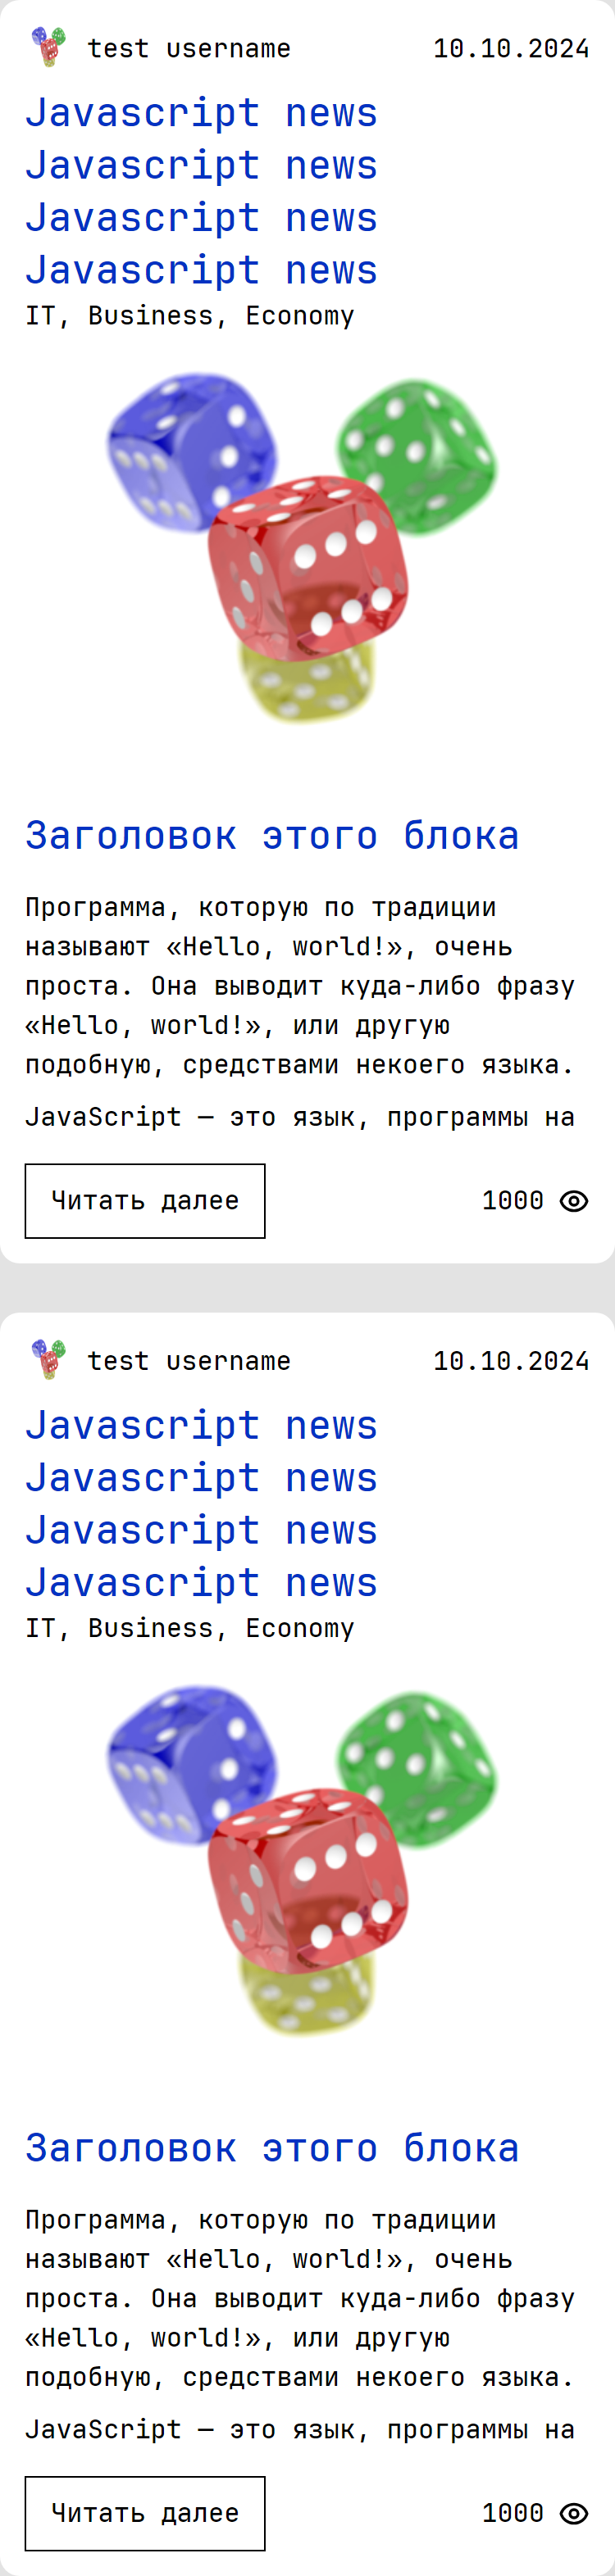 test username 10.10.2024
Javascript news
Javascript news
Javascript news
Javascript news
IT, Business, Economy
Заголовок этого блока
Программа, которую по традиции
называют «Hello, world!», очень
проста. Она выводит куда-либо фразу
«Hello, world!», или другую
подобную, средствами некоего языка.
JavaScript – это язык, программы на
Читать далее 1000
test username 10.10.2024
Javascript news
Javascript news
Javascript news
Javascript news
IT, Business, Economy
Заголовок этого блока
Программа, которую по традиции
называют «Hello, world!», очень
проста. Она выводит куда-либо фразу
«Hello, world!», или другую
подобную, средствами некоего языка.
JavaScript – это язык, программы на
Читать далее 1000